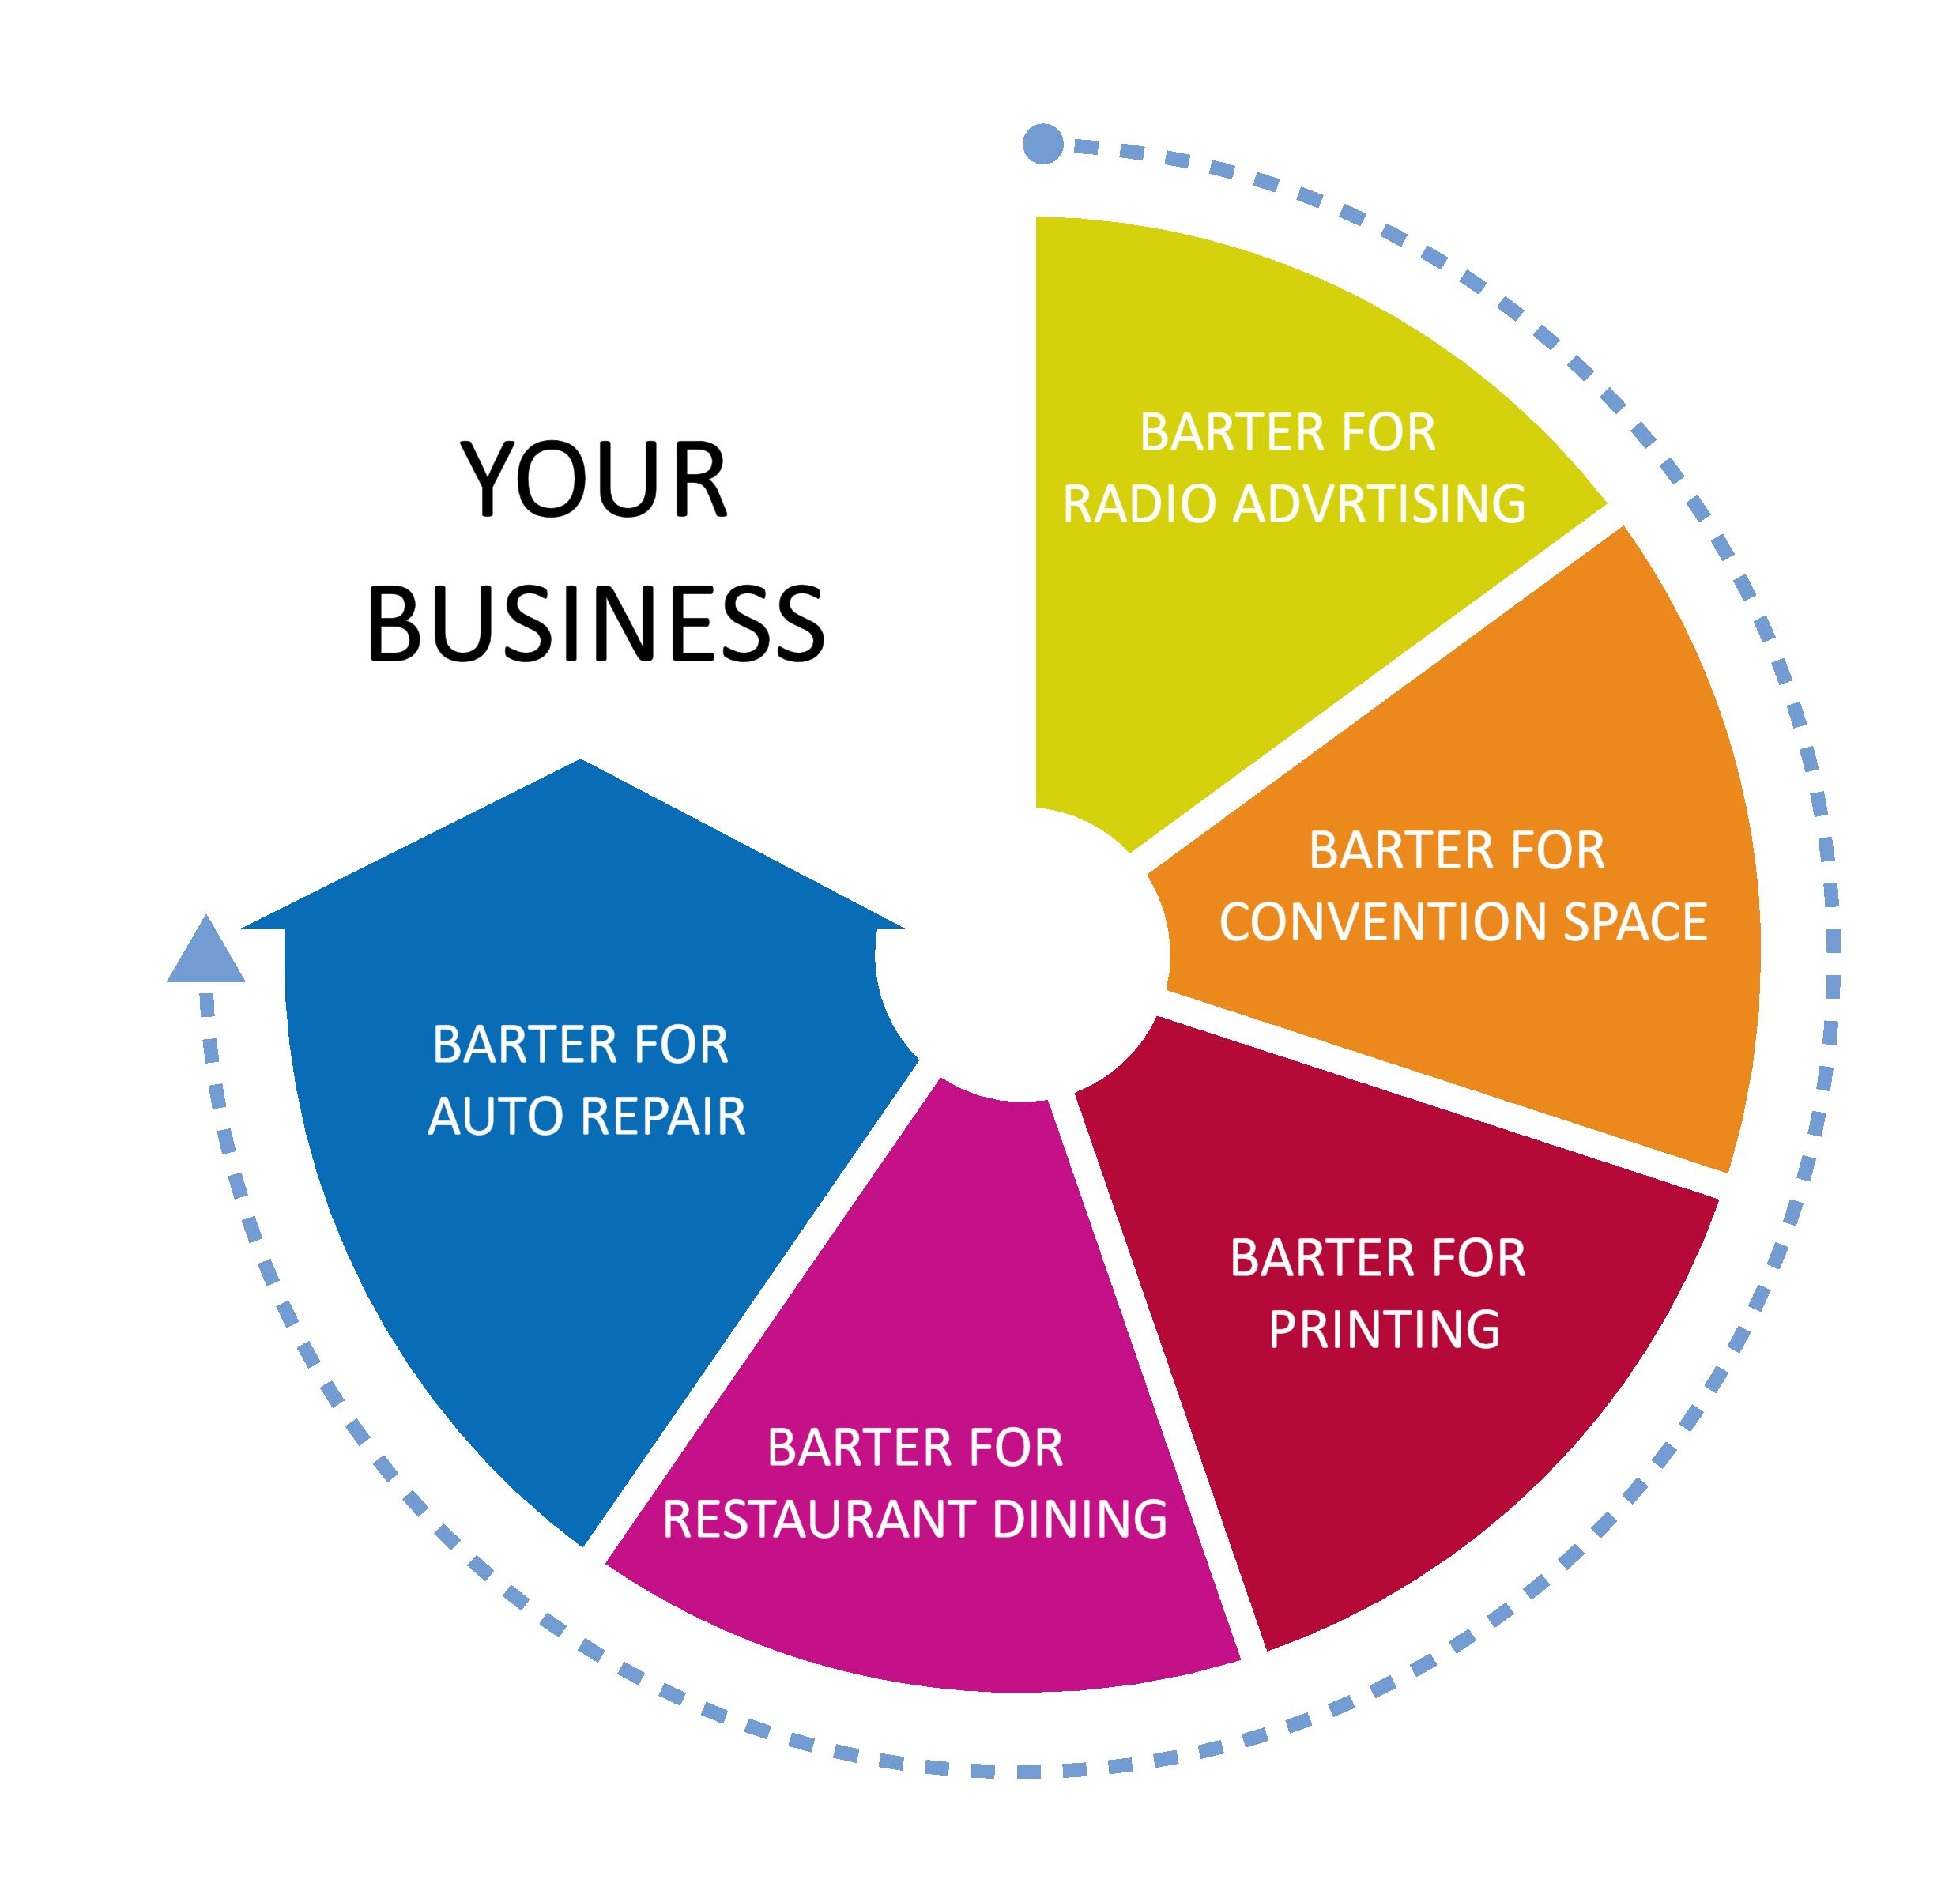 YOUR
BUSINESS
BARTER FOR
RADIO ADVRTISING
BARTER FOR
CONVENTION SPACE
BARTER FOR
PRINTING
BARTER FOR
RESTAURANT DINING
BARTER FOR
AUTO REPAIR